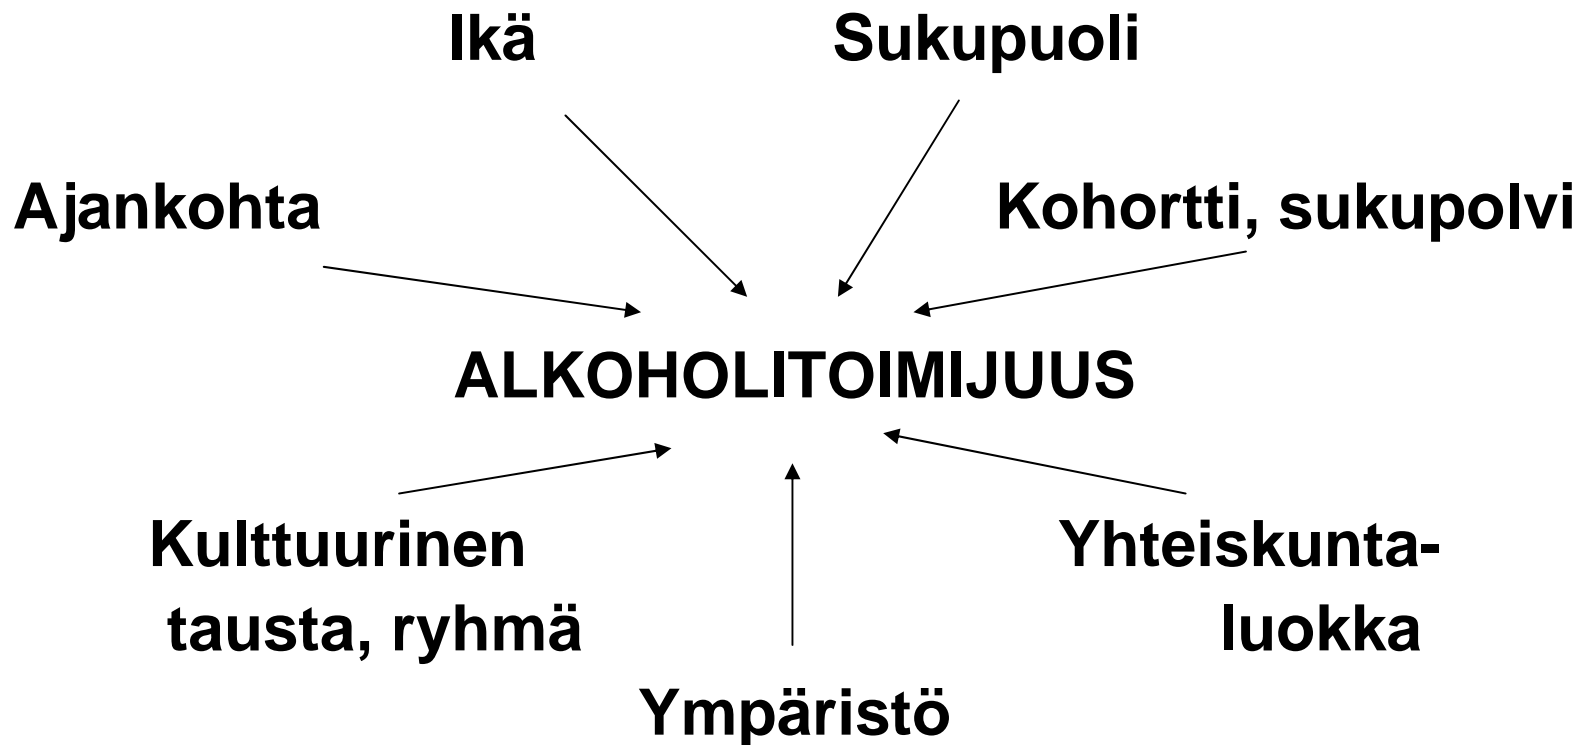 Ikä
Sukupuoli
Ajankohta
Kohortti, sukupolvi
ALKOHOLITOIMIJUUS
Kulttuurinen
tausta, ryhmä
Yhteiskunta-
luokka
Ympäristö